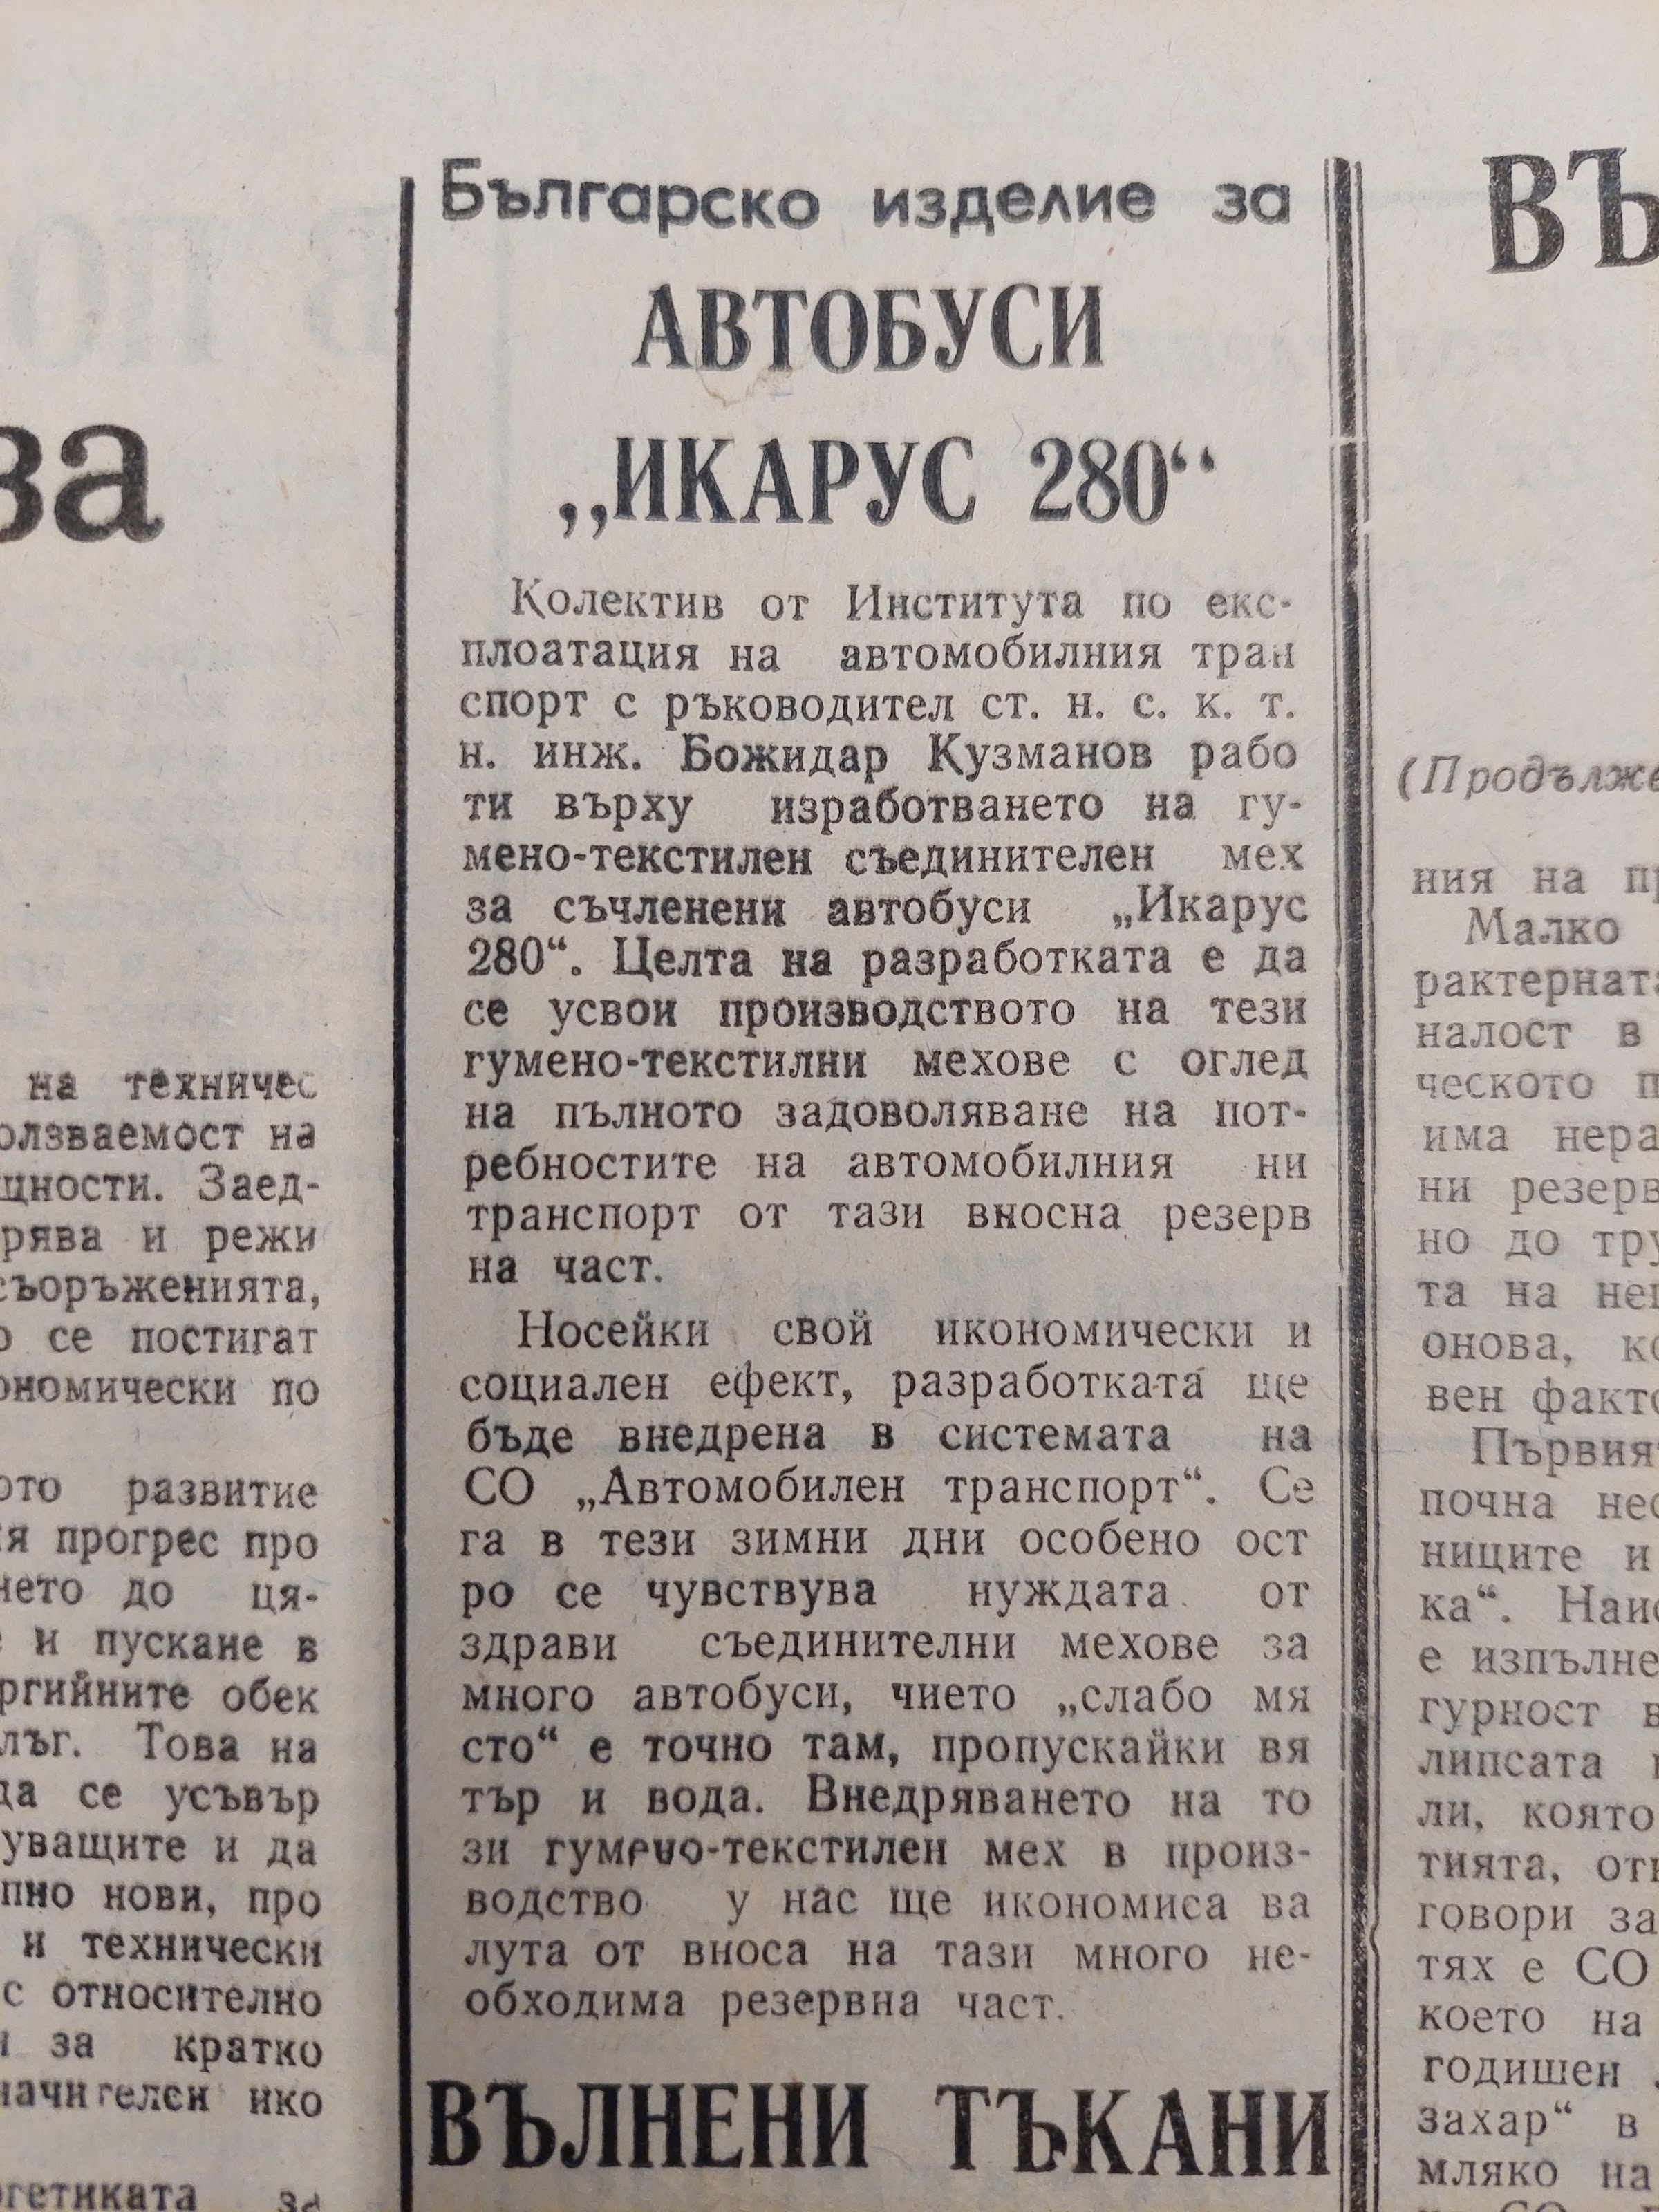 ва
на техничес
олзваемост на
щности. Заед-
рява и режи
съоръженията,
о се постигат
ономически по
ото развитие
ия прогрес про
нето до ця-
е и пускане в
ргийните обек
лъг. Това на
да се усъвър
уващите и да
пно нови, про
и технически
с относително
и за кратко
начителен ико
ргетиката за
Българско изделие за
АВТОБУСИ
„ИКАРУС 280“
Колектив от Института по екс-
плоатация на автомобилния тран
спорт с ръководител ст. н. с. к. т.
н. инж. Божидар Кузманов рабо
ти върху изработването на гу-
мено-текстилен съединителен мех
за съчленени автобуси „Икарус
280“. Целта на разработката е да
се усвои производството на тези
гумено-текстилни мехове с оглед
на пълното задоволяване на пот-
ребностите на автомобилния ни
транспорт от тази вносна резерв
на част.
Носейки свой икономически и
социален ефект, разработката ще
бъде внедрена в системата на
СО „Автомобилен транспорт“. Се
га в тези зимни дни особено ост
ро се чувствува нуждата от
здрави съединителни мехове за
много автобуси, чието „слабо мя
сто“ е точно там, пропускайки вя
тър и вода. Внедряването на то
зи гумено-текстилен мех в произ-
водство у нас ще икономиса ва
лута от вноса на тази много не-
обходима резервна част.
ВЪЛНЕНИ ТЪКАНИ
ВЪ
(Продълже
ния на пр
Малко
рактерната
налост в
ческото п
има нера
ни резерв
но до тру
та на нег
онова, ко
вен факто
Първия
почна нес
ниците и
ка“. Наис
е изпълне
гурност в
липсата
ли, която
тията, отг
говори за
тях е СО
което на
годишен
захар“ в
мляко на